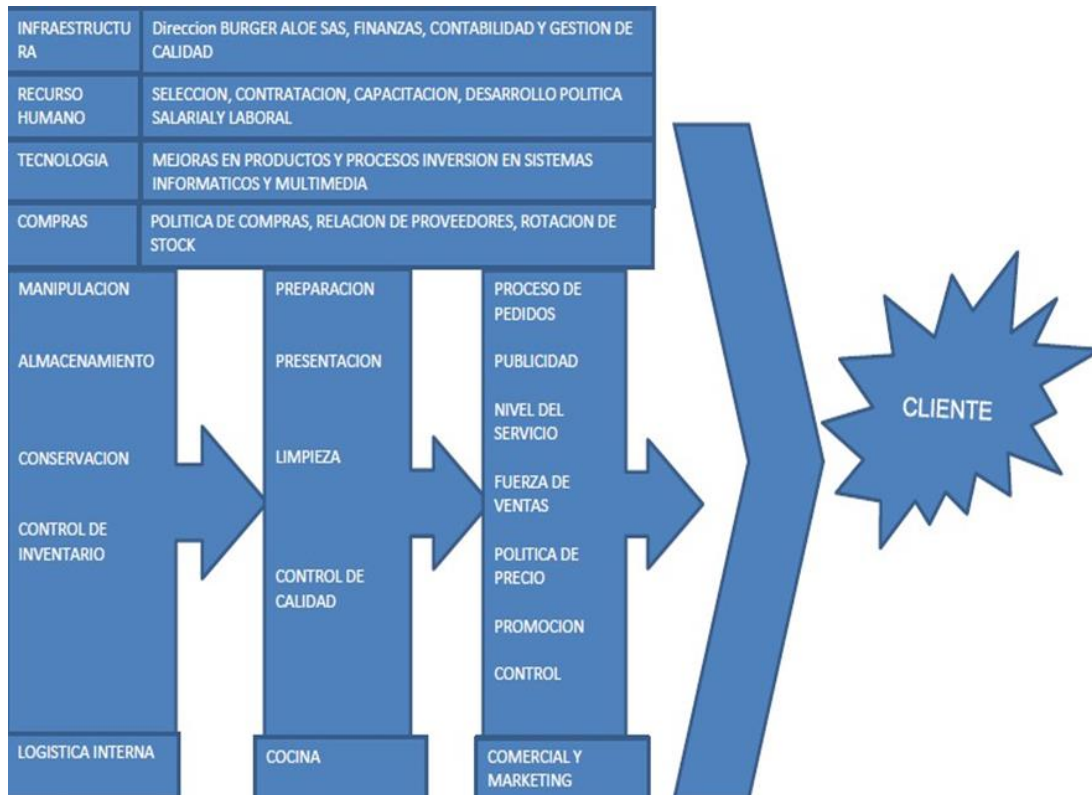 INFRAESTRUCTU
RA
Direccion BURGER ALOE SAS, FINANZAS, CONTABILIDAD Y GESTION DE
CALIDAD
RECURSO
HUMANO
SELECCION, CONTRATACION, CAPACITACION, DESARROLLO POLITICA
SALARIALY LABORAL
TECNOLOGIA
MEJORAS EN PRODUCTOS Y PROCESOS INVERSION EN SISTEMAS
INFORMATICOS Y MULTIMEDIA
COMPRAS
POLITICA DE COMPRAS, RELACION DE PROVEEDORES, ROTACION DE
STOCK
MANIPULACION
ALMACENAMIENTO
CONSERVACION
CONTROL DE
INVENTARIO
LOGISTICA INTERNA
PREPARACION
PRESENTACION
LIMPIEZA
CONTROL DE
CALIDAD
COCINA
PROCESO DE
PEDIDOS
PUBLICIDAD
NIVEL DEL
SERVICIO
FUERZA DE
VENTAS
POLITICA DE
PRECIO
PROMOCION
CONTROL
COMERCIAL Y
MARKETING
CLIENTE